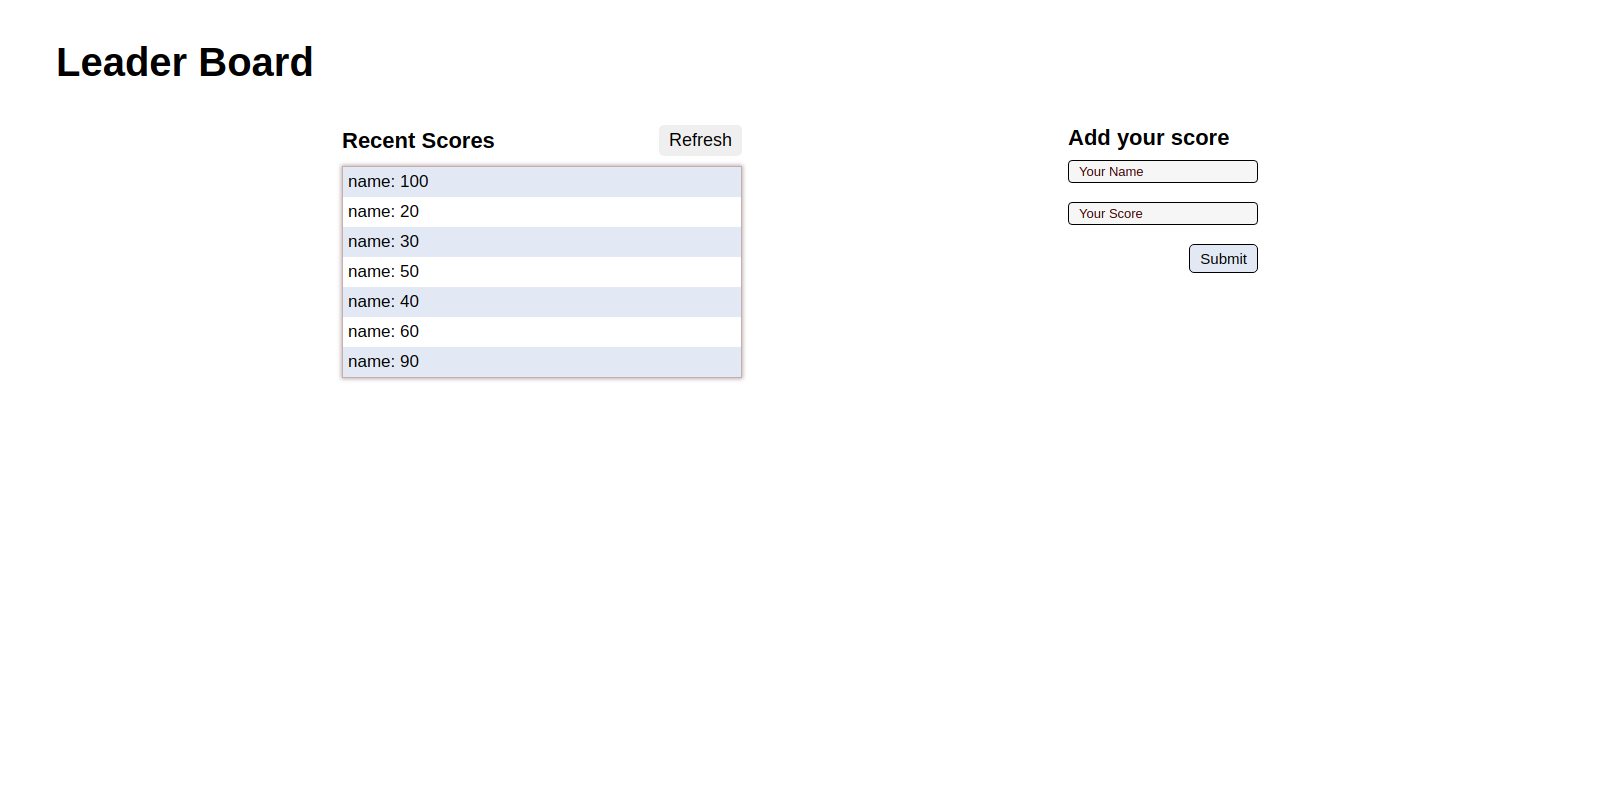 Leader Board
Recent Scores
Refresh
name: 100
name: 20
name: 30
name: 50
name: 40
name: 60
name: 90
Add your score
Your Name
Your Score
Submit